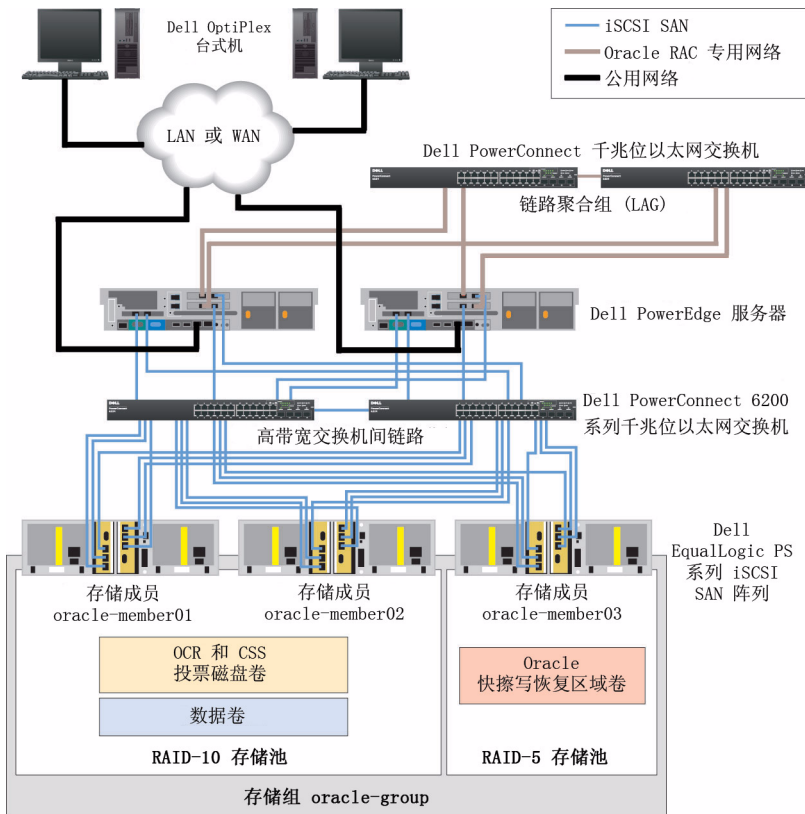 Dell OptiPlex
台式机
iSCSI SAN
Oracle RAC 专用网络
公用网络
LAN 或 WAN
Dell PowerConnect 千兆位以太网交换机
链路聚合组 (LAG)
Dell PowerEdge 服务器
Dell PowerConnect 6200
系列千兆位以太网交换机
高带宽交换机间链路
Dell
EqualLogic PS
系列 iSCSI
SAN 阵列
存储成员
oracle-member01
存储成员
oracle-member02
存储成员
oracle-member03
OCR 和 CSS
投票磁盘卷
数据卷
Oracle
快擦写恢复区域卷
RAID-10 存储池
RAID-5 存储池
存储组 oracle-group